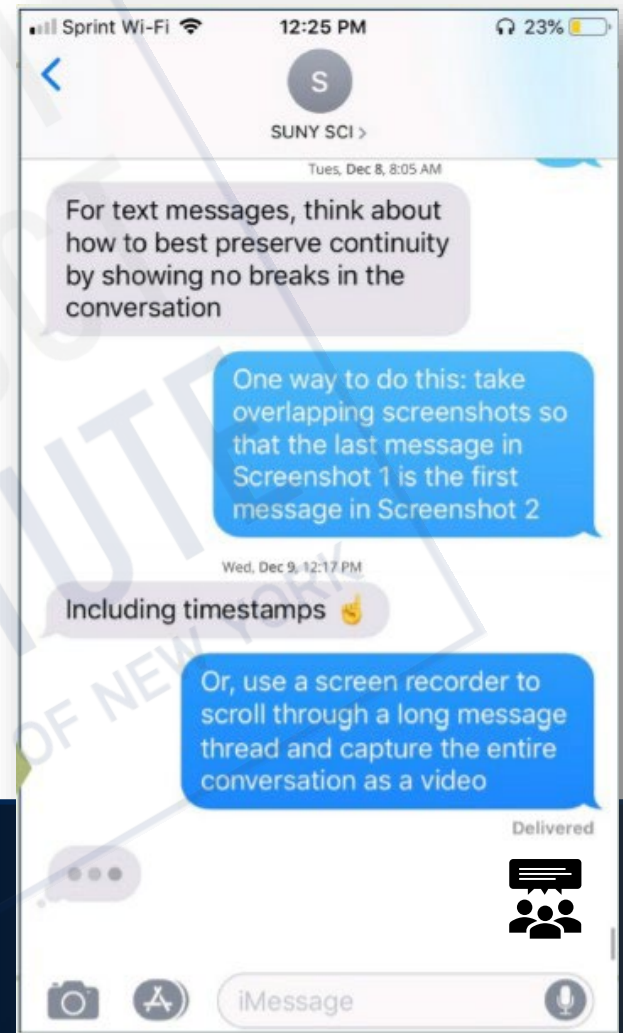 Sprint Wi-Fi 12:25 PM 23%
S
SUNY SCI >
Tues, Dec 8, 8:05 AM
For text messages, think about
how to best preserve continuity
by showing no breaks in the
conversation
One way to do this: take
overlapping screenshots so
that the last message in
Screenshot 1 is the first
message in Screenshot 2
Wed, Dec 9, 12:17 PM
Including timestamps ☝️
Or, use a screen recorder to
scroll through a long message
thread and capture the entire
conversation as a video
Delivered
iMessage
OF NEW YORK